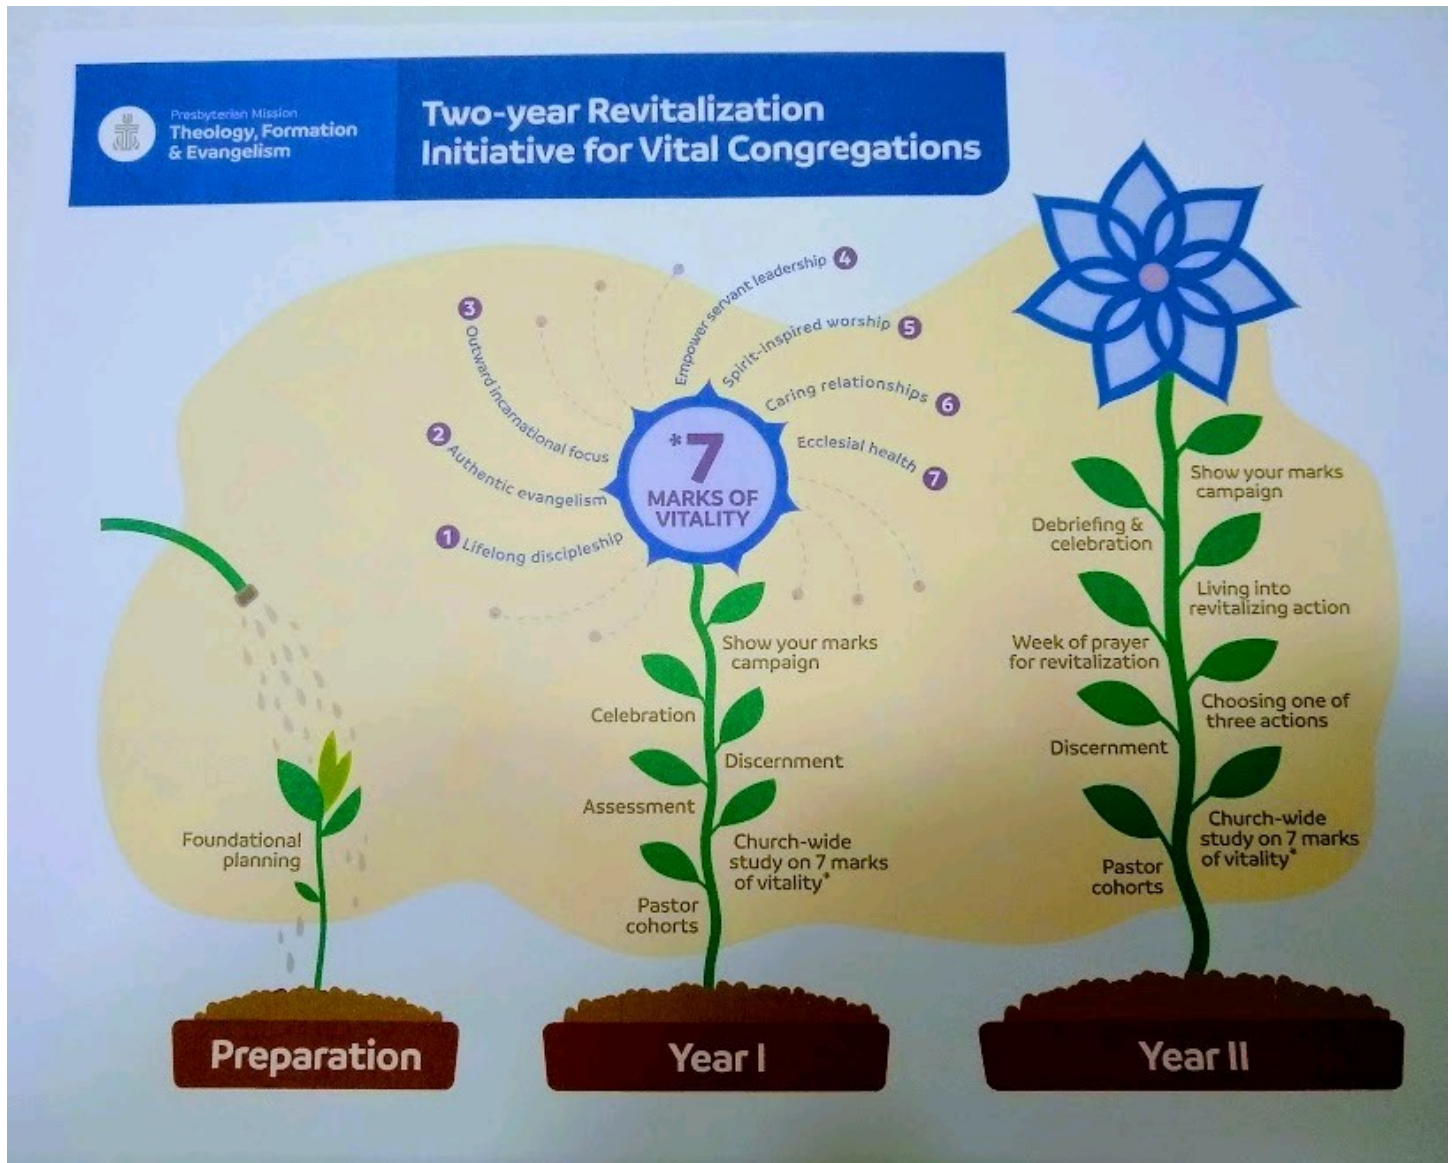 Presbyterian Mission
Theology, Formation
& Evangelism
Two-year Revitalization
Initiative for Vital Congregations
Foundational
planning
Preparation
*7
MARKS OF
VITALITY
1 Lifelong discipleship
2 Authentic evangelism
3 Outward incarnational focus
Empower servant leadership 4
Spirit-inspired worship 5
Caring relationships 6
Ecclesial health 7
Show your marks
campaign
Celebration
Discernment
Assessment
Church-wide
study on 7 marks
of vitality*
Pastor
cohorts
Year I
Show your marks
campaign
Debriefing &
celebration
Living into
revitalizing action
Week of prayer
for revitalization
Choosing one of
three actions
Discernment
Church-wide
study on 7 marks
of vitality*
Pastor
cohorts
Year II